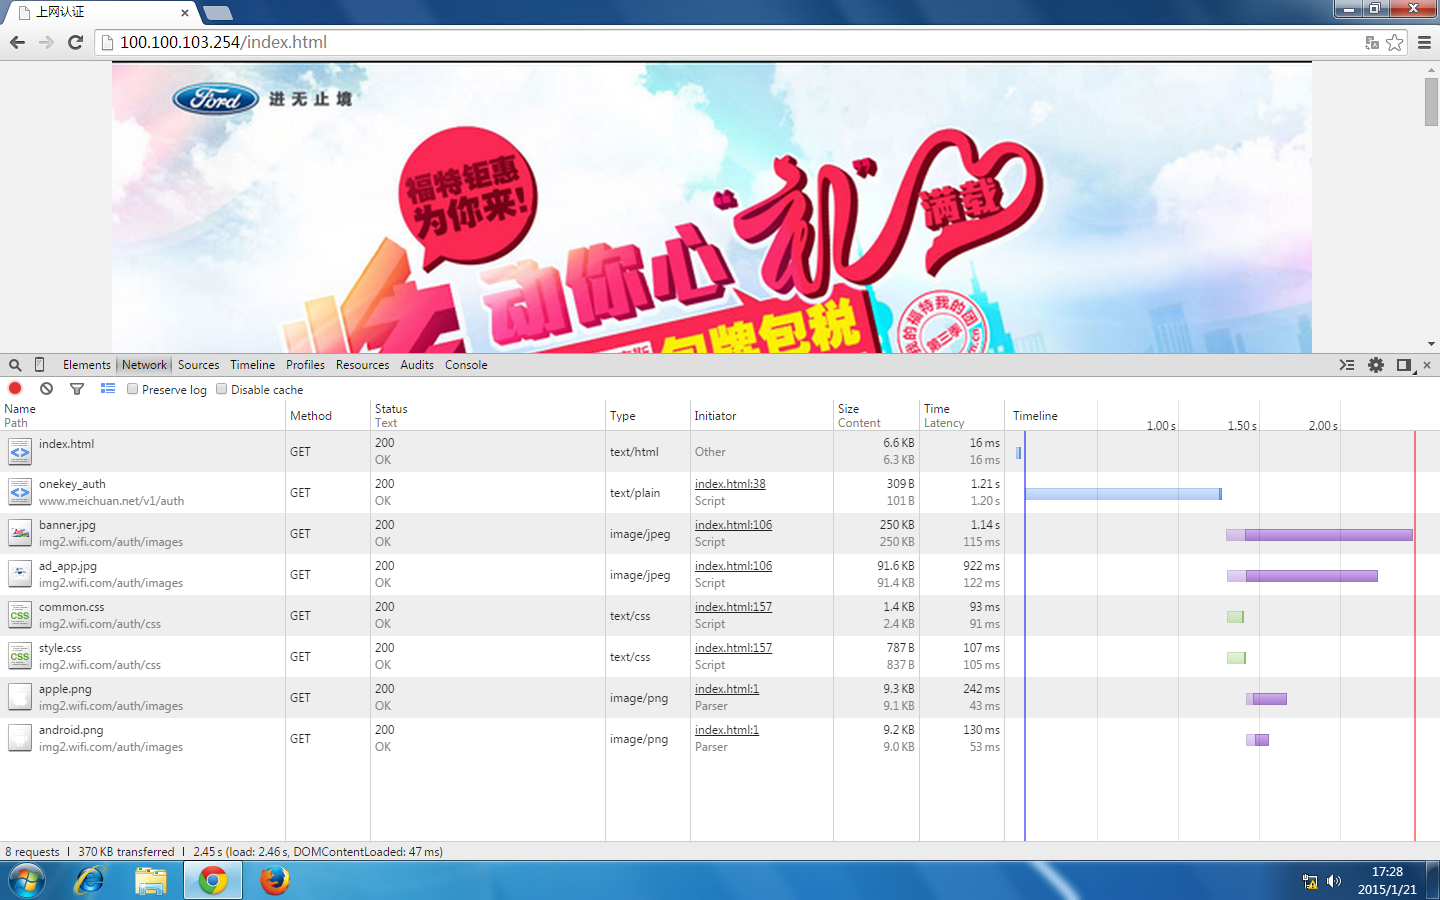 上网认证
100.100.103.254/index.html
Ford 进无止境
福特钜惠
为你来!
动你心“礼”
满载
包牌包税
我的福特我的团
第三季
Elements Network Sources Timeline Profiles Resources Audits Console
Preserve log Disable cache
Name Method Status Type Initiator Size Time Timeline
Path Text Content Latency
1.00 s 1.50 s 2.00 s
index.html GET 200 text/html Other 6.6 KB 16 ms
OK 6.3 KB 16 ms
onekey_auth GET 200 text/plain index.html:38 309 B 1.21 s
www.meichuan.net/v1/auth OK Script 101 B 1.20 s
banner.jpg GET 200 image/jpeg index.html:106 250 KB 1.14 s
img2.wifi.com/auth/images OK Script 250 KB 115 ms
ad_app.jpg GET 200 image/jpeg index.html:106 91.6 KB 922 ms
img2.wifi.com/auth/images OK Script 91.4 KB 122 ms
common.css GET 200 text/css index.html:157 1.4 KB 93 ms
img2.wifi.com/auth/css OK Script 2.4 KB 91 ms
style.css GET 200 text/css index.html:157 787 B 107 ms
img2.wifi.com/auth/css OK Script 837 B 105 ms
apple.png GET 200 image/png index.html:1 9.3 KB 242 ms
img2.wifi.com/auth/images OK Parser 9.1 KB 43 ms
android.png GET 200 image/png index.html:1 9.2 KB 130 ms
img2.wifi.com/auth/images OK Parser 9.0 KB 53 ms
8 requests | 370 KB transferred | 2.45 s (load: 2.46 s, DOMContentLoaded: 47 ms)
17:28
2015/1/21